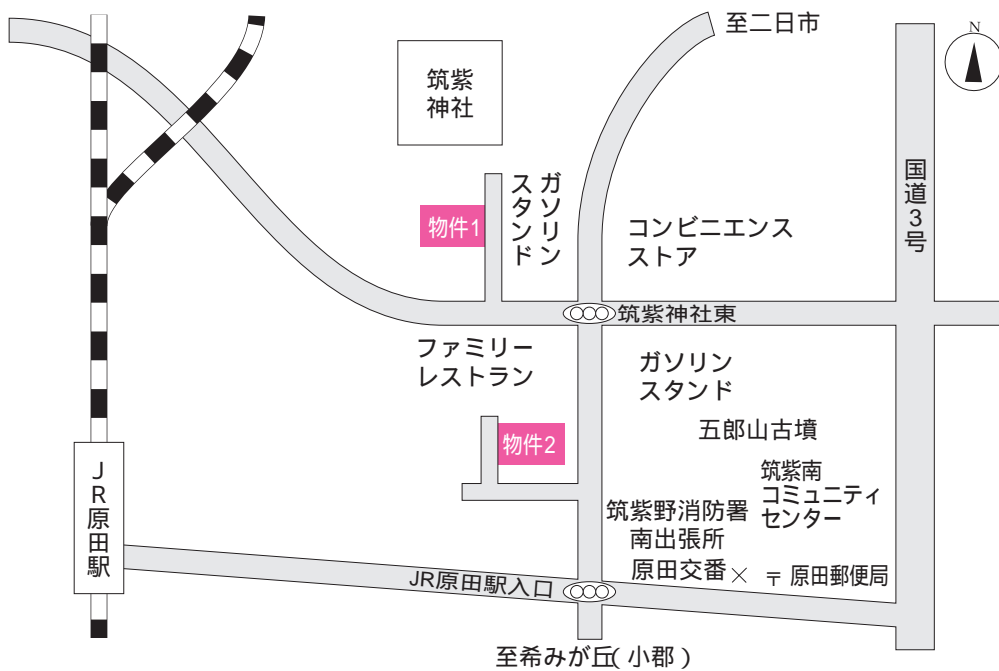 至二日市
N
筑紫
神社
国道3号
ガソリン
スタンド
物件1
コンビニエンス
ストア
筑紫神社東
ファミリー
レストラン
ガソリン
スタンド
五郎山古墳
物件2
筑紫南
コミュニティ
センター
JR原田駅
筑紫野消防署
南出張所
原田交番×
〒原田郵便局
JR原田駅入口
至希みが丘(小郡)